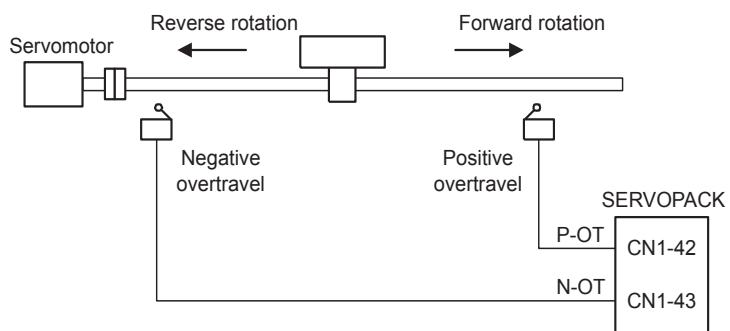 Reverse rotation
Forward rotation
Servomotor
Negative
overtravel
Positive
overtravel
SERVOPACK
P-OT
CN1-42
N-OT
CN1-43